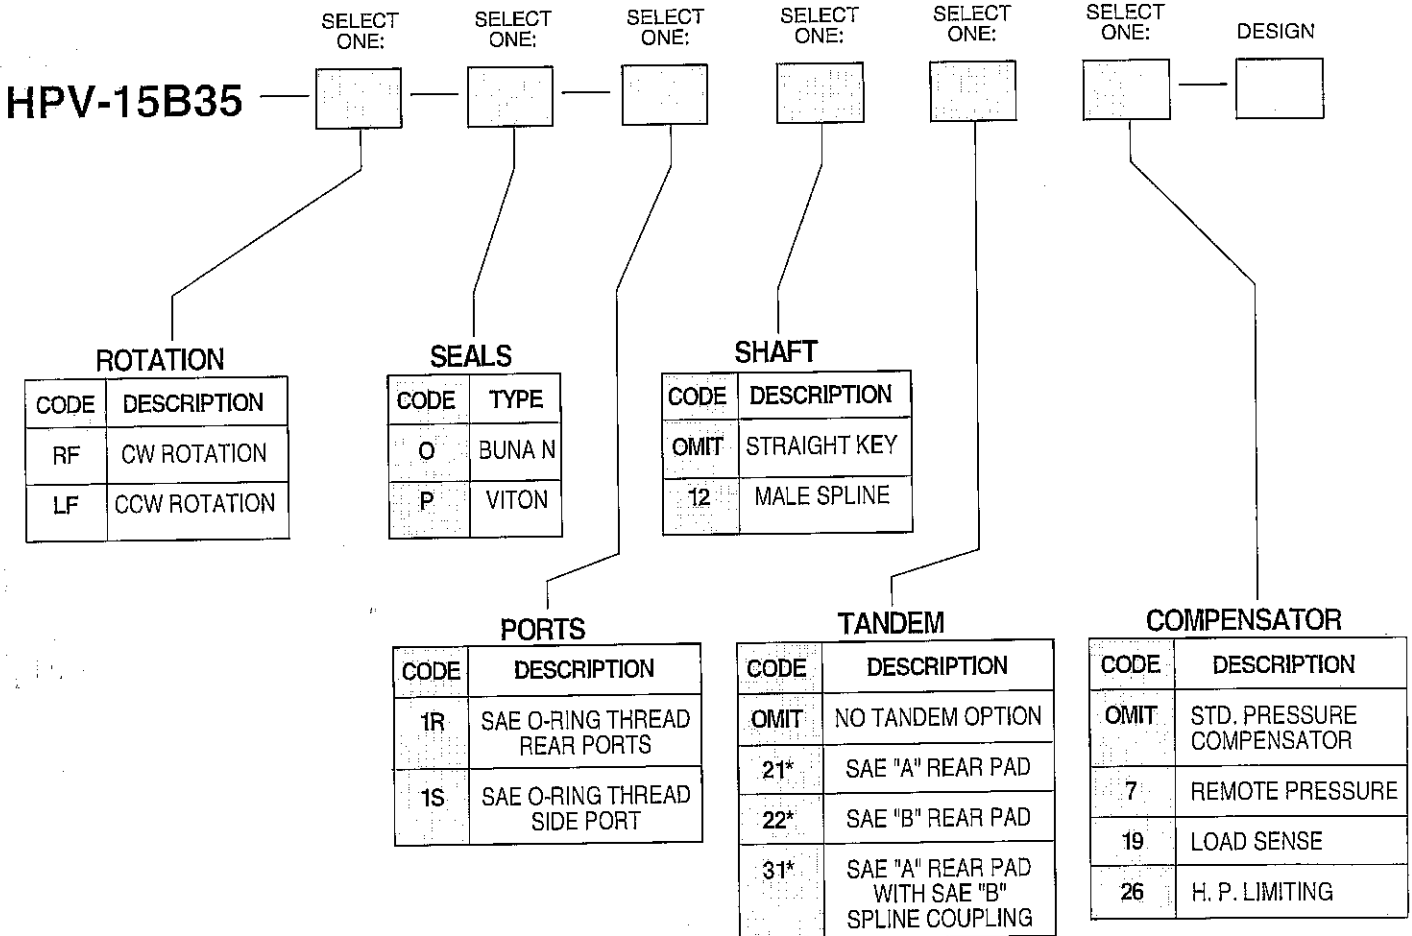 SELECT ONE:
SELECT ONE:
SELECT ONE:
SELECT ONE:
SELECT ONE:
SELECT ONE:
DESIGN
HPV-15B35
ROTATION
CODE DESCRIPTION
RF CW ROTATION
LF CCW ROTATION
SEALS
CODE TYPE
O BUNA N
P VITON
SHAFT
CODE DESCRIPTION
OMIT STRAIGHT KEY
12 MALE SPLINE
PORTS
CODE DESCRIPTION
1R SAE O-RING THREAD
REAR PORTS
1S SAE O-RING THREAD
SIDE PORT
TANDEM
CODE DESCRIPTION
OMIT NO TANDEM OPTION
21* SAE "A" REAR PAD
22* SAE "B" REAR PAD
31* SAE "A" REAR PAD
WITH SAE "B"
SPLINE COUPLING
COMPENSATOR
CODE DESCRIPTION
OMIT STD. PRESSURE
COMPENSATOR
7 REMOTE PRESSURE
19 LOAD SENSE
26 H. P. LIMITING